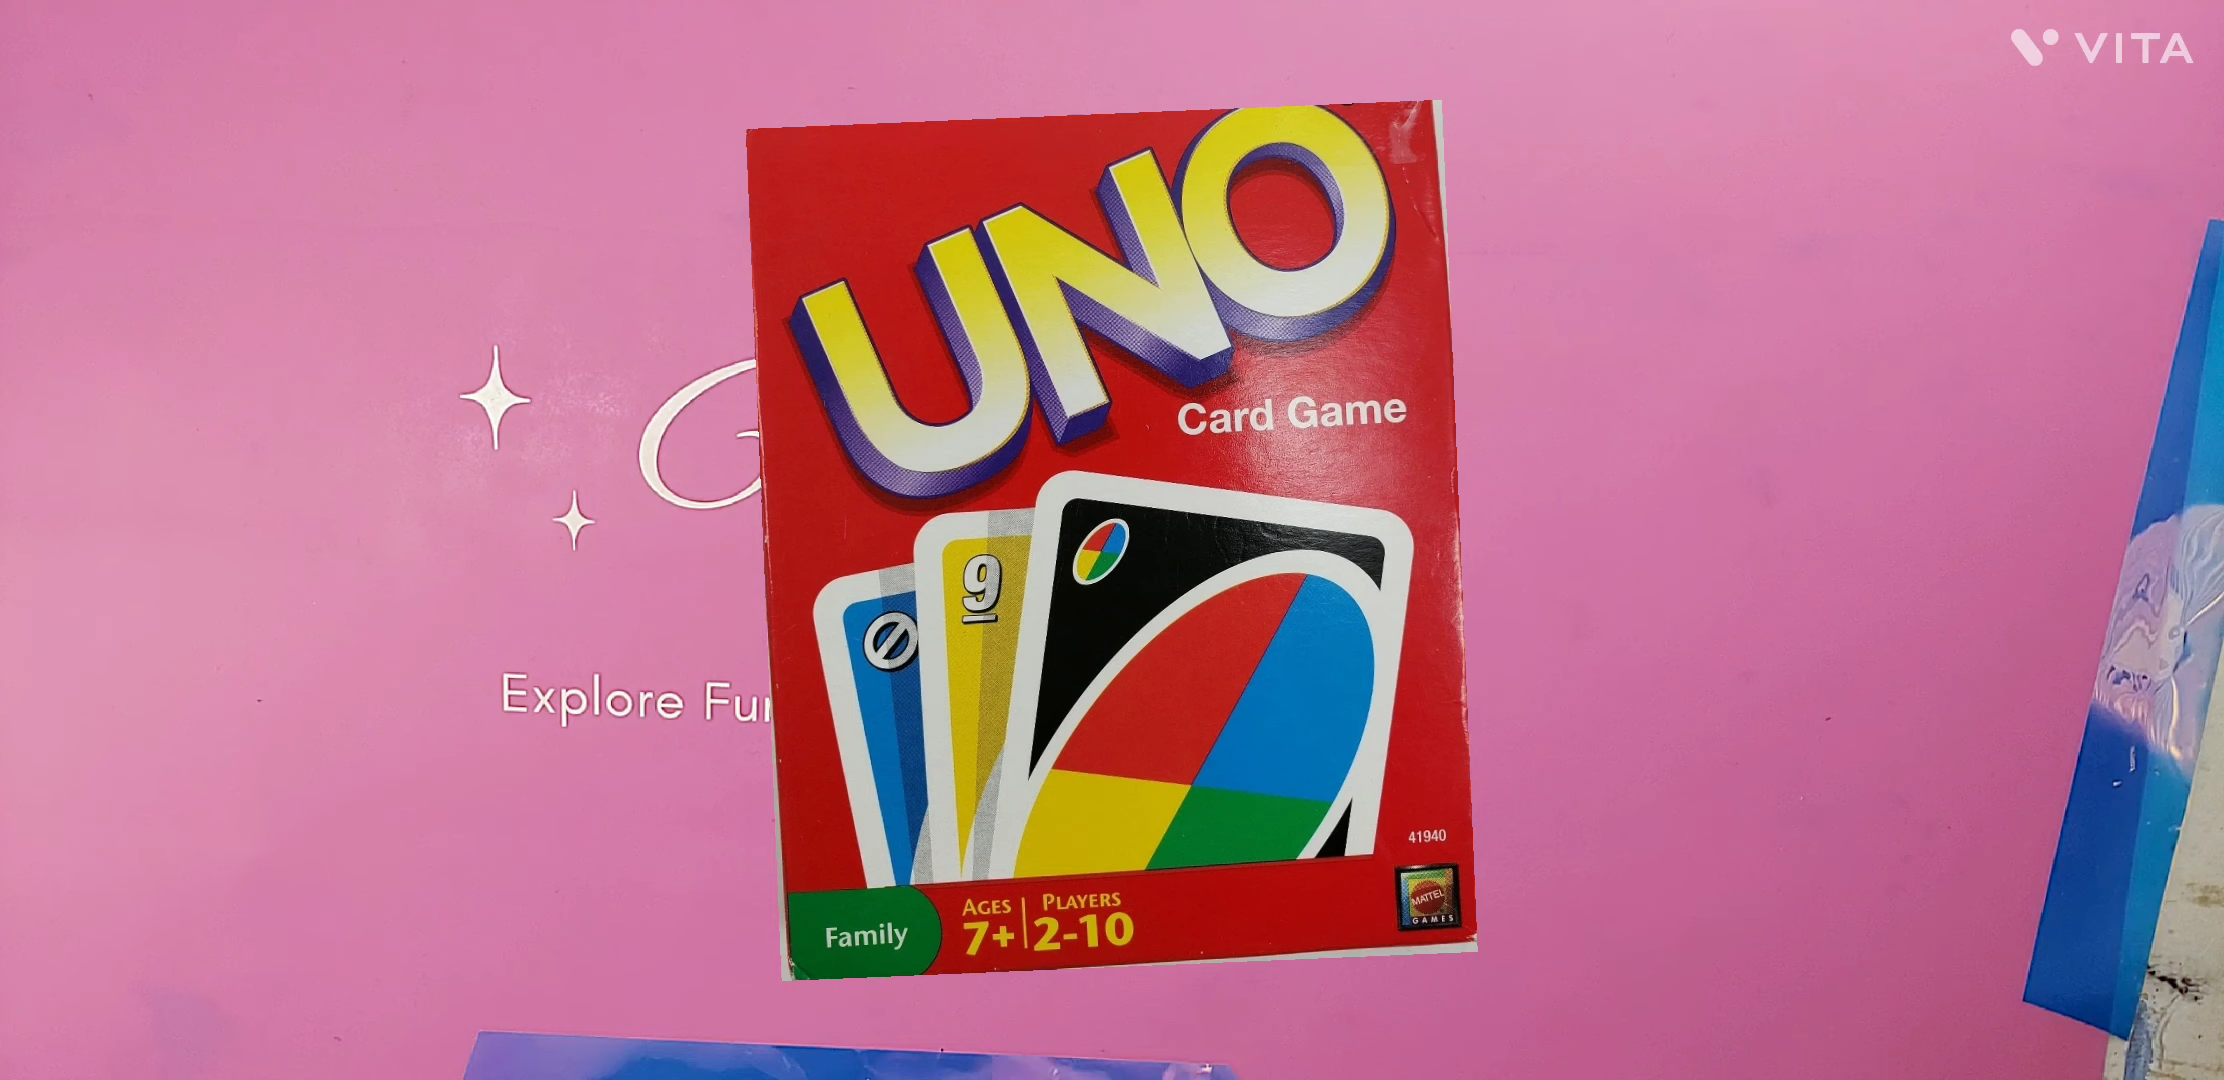 VITA
UNO
Card Game
9
Explore Fu
41940
Family
AGES
7+
PLAYERS
2-10
MATTEL
GAMES